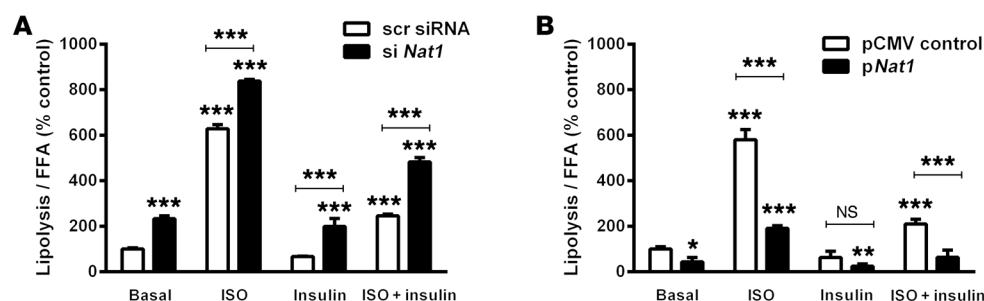 A
scr siRNA
si Nat1
Lipolysis / FFA (% control)
1000
800
600
400
200
0
***
***
***
***
***
***
***
***
***
Basal
ISO
Insulin
ISO + insulin
B
pCMV control
pNat1
Lipolysis / FFA (% control)
1000
800
600
400
200
0
*
***
***
***
NS
**
***
***
Basal
ISO
Insulin
ISO + insulin